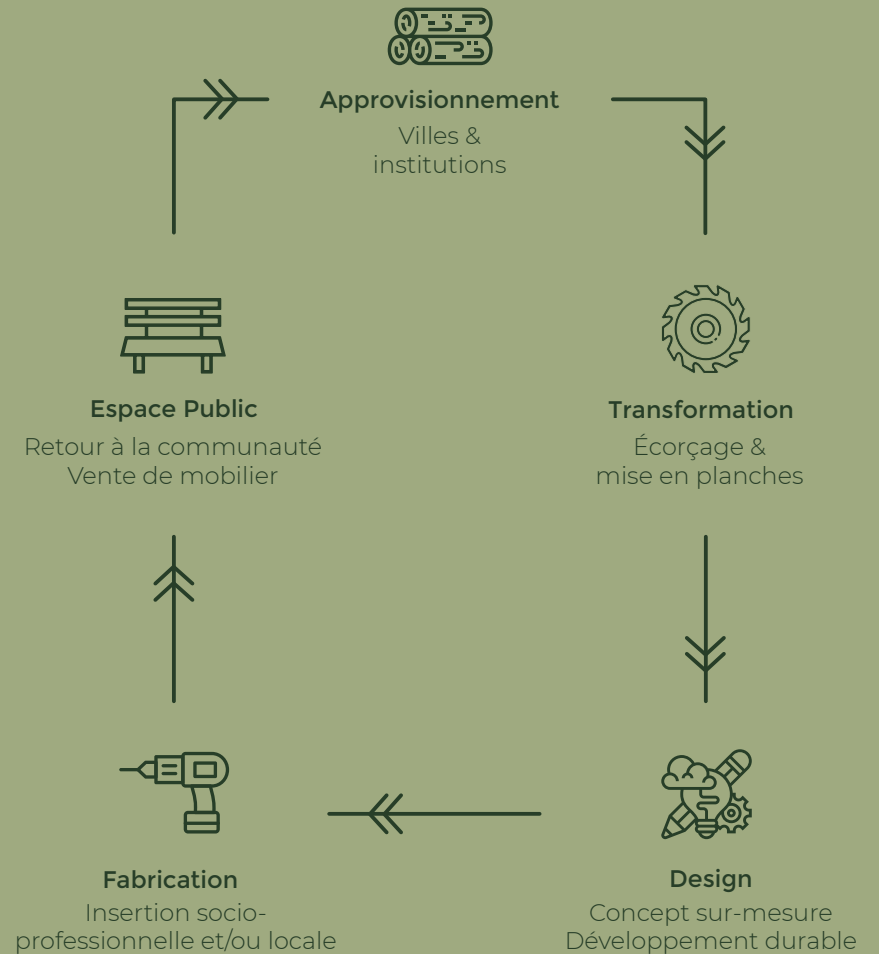 Approvisionnement
Villes &
institutions
Espace Public
Retour à la communauté
Vente de mobilier
Transformation
Écorçage &
mise en planches
Fabrication
Insertion socio-
professionnelle et/ou locale
Design
Concept sur-mesure
Développement durable